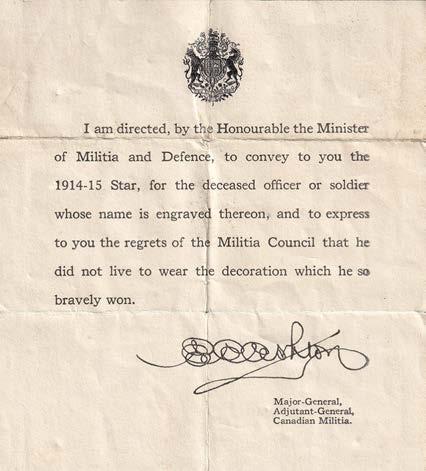 I am directed, by the Honourable the Minister
of Militia and Defence, to convey to you the
1914-15 Star, for the deceased officer or soldier
whose name is engraved thereon, and to express
to you the regrets of the Militia Council that he
did not live to wear the decoration which he so
bravely won.
Ashton
Major-General,
Adjutant-General,
Canadian Militia.